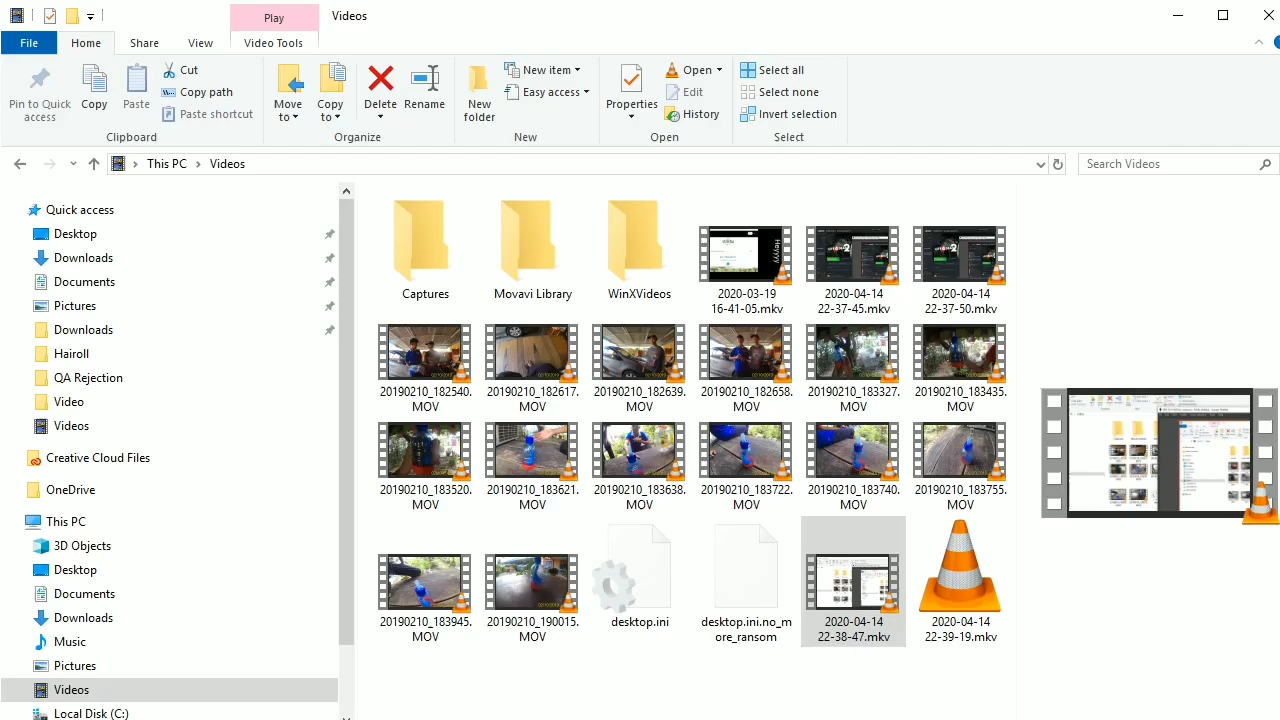 Play
Videos
File
Home
Share
View
Video Tools
Pin to Quick
access
Copy
Paste
Cut
Copy path
Paste shortcut
Clipboard
Move
to
Copy
to
Delete
Rename
Organize
New
folder
New item
Easy access
New
Properties
Open
Edit
History
Open
Select all
Select none
Invert selection
Select
This PC
Videos
Search Videos
Quick access
Desktop
Downloads
Documents
Pictures
Downloads
Hairoll
QA Rejection
Video
Videos
Creative Cloud Files
OneDrive
This PC
3D Objects
Desktop
Documents
Downloads
Music
Pictures
Videos
Local Disk (C:)
Captures
Movavi Library
WinXVideos
2020-03-19
16-41-05.mkv
2020-04-14
22-37-45.mkv
2020-04-14
22-37-50.mkv
20190210_182540.
MOV
20190210_182617.
MOV
20190210_182639.
MOV
20190210_182658.
MOV
20190210_183327.
MOV
20190210_183435.
MOV
20190210_183520.
MOV
20190210_183621.
MOV
20190210_183638.
MOV
20190210_183722.
MOV
20190210_183740.
MOV
20190210_183755.
MOV
20190210_183945.
MOV
20190210_190015.
MOV
desktop.ini
desktop.ini.no_m
ore_ransom
2020-04-14
22-38-47.mkv
2020-04-14
22-39-19.mkv